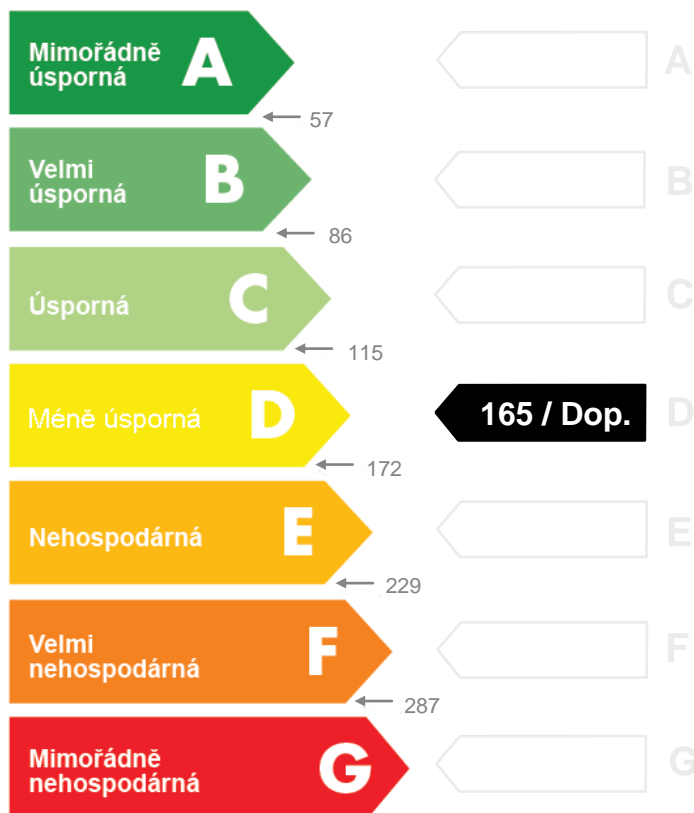 Mimořádně
úsporná
A
A
57
Velmi
úsporná
B
B
86
Úsporná
C
C
115
Méně úsporná
D
165 / Dop.
D
172
Nehospodárná
E
E
229
Velmi
nehospodárná
F
F
287
Mimořádně
nehospodárná
G
G